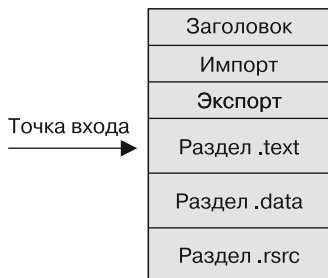 Заголовок
Импорт
Экспорт
Точка входа
Раздел .text
Раздел .data
Раздел .rsrc